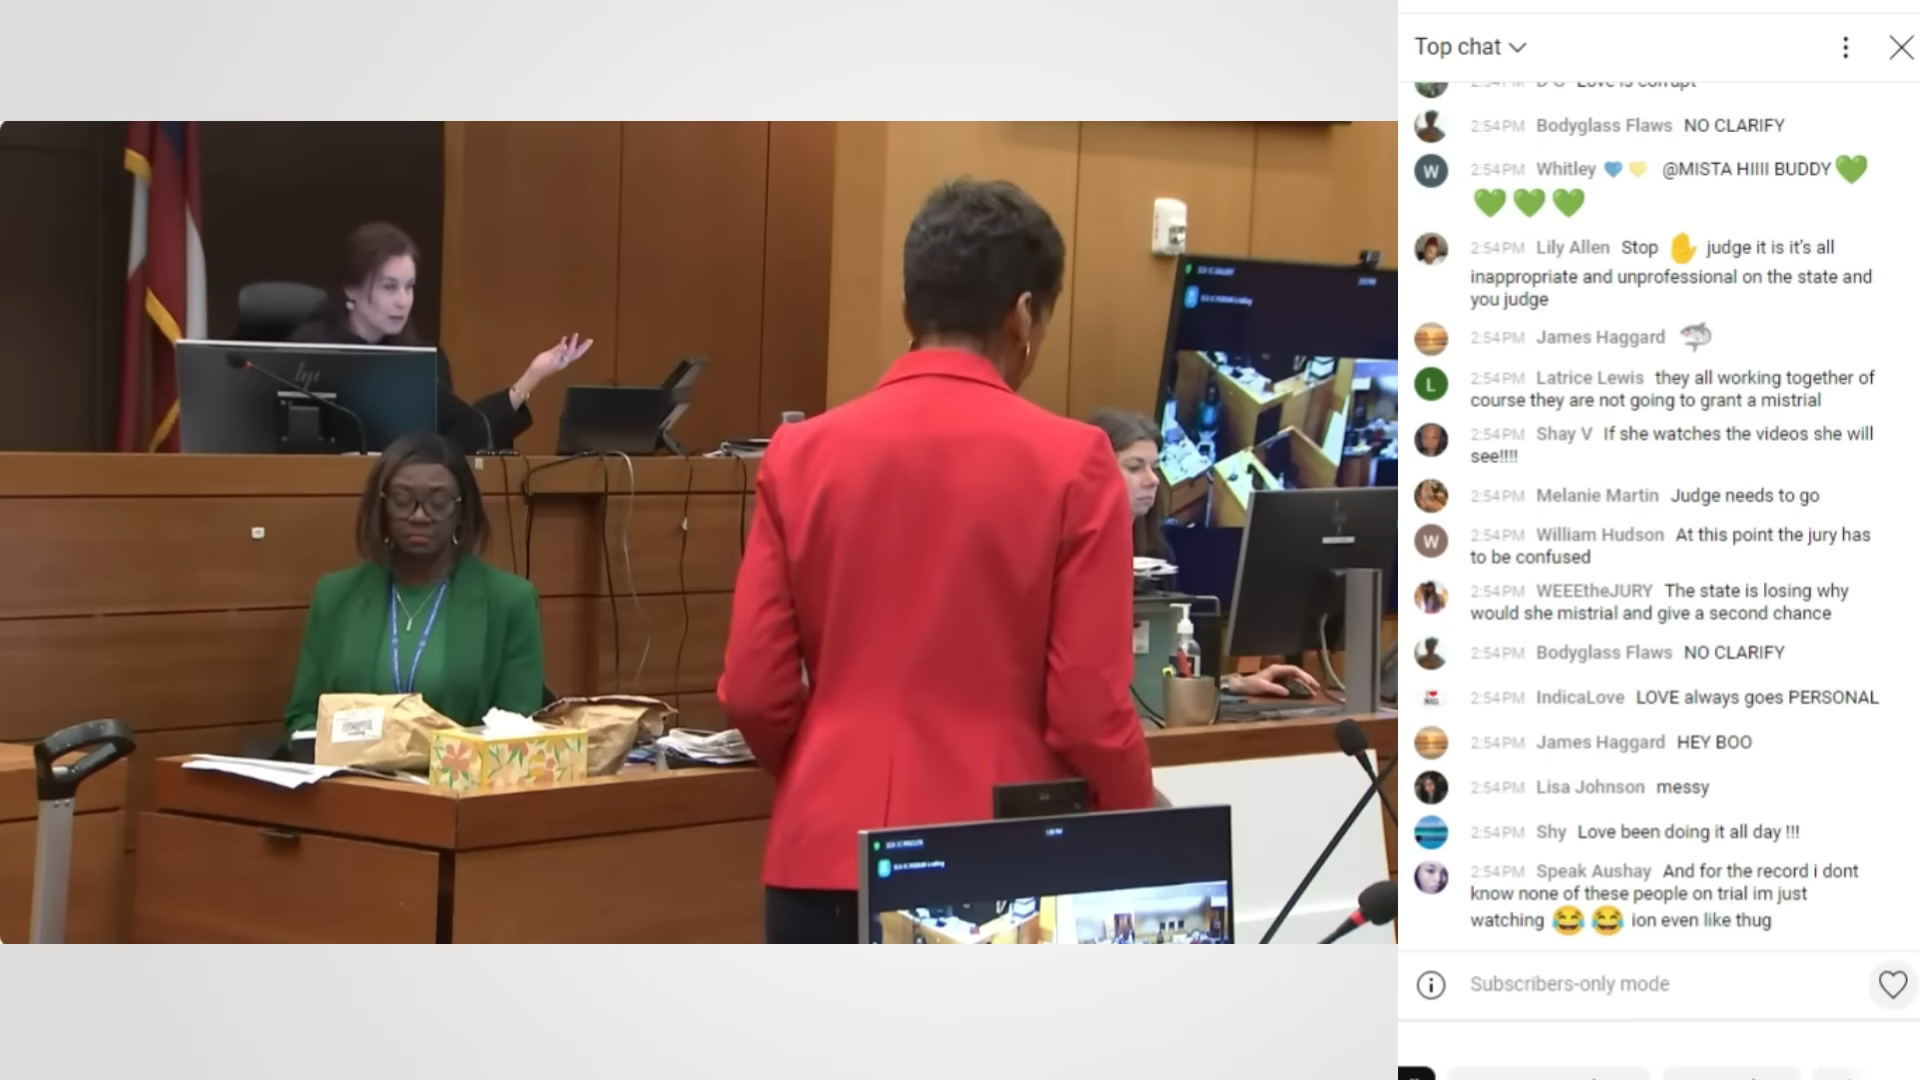 Top chat
2:54 PM Bodyglass Flaws NO CLARIFY
2:54 PM Whitley 💙 💛 @MISTA HIIII BUDDY 💚
💚 💚 💚
2:54 PM Lily Allen Stop ✋ judge it is it's all
inappropriate and unprofessional on the state and
you judge
2:54 PM James Haggard 🦈
L
2:54 PM Latrice Lewis they all working together of
course they are not going to grant a mistrial
2:54 PM Shay V If she watches the videos she will
see!!!!
2:54 PM Melanie Martin Judge needs to go
W
2:54 PM William Hudson At this point the jury has
to be confused
2:54 PM WEEEtheJURY The state is losing why
would she mistrial and give a second chance
2:54 PM Bodyglass Flaws NO CLARIFY
2:54 PM IndicaLove LOVE always goes PERSONAL
2:54 PM James Haggard HEY BOO
2:54 PM Lisa Johnson messy
2:54 PM Shy Love been doing it all day !!!
2:54 PM Speak Aushay And for the record i dont
know none of these people on trial im just
watching 😂 😂 ion even like thug
Subscribers-only mode
hp